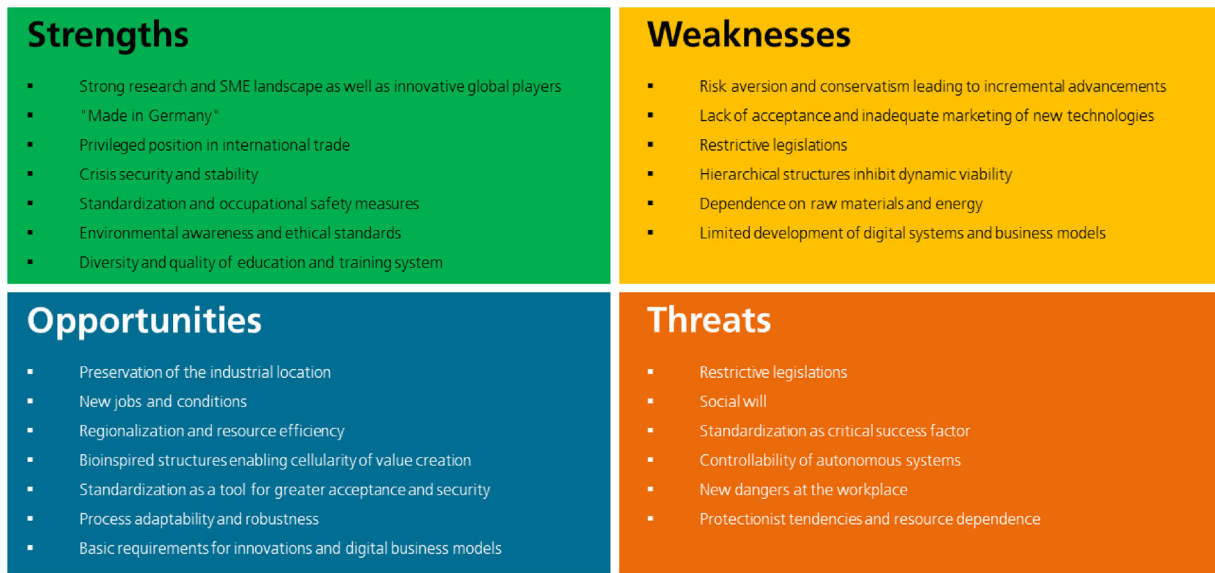 Strengths
▪ Strong research and SME landscape as well as innovative global players
▪ "Made in Germany"
▪ Privileged position in international trade
▪ Crisis security and stability
▪ Standardization and occupational safety measures
▪ Environmental awareness and ethical standards
▪ Diversity and quality of education and training system
Weaknesses
▪ Risk aversion and conservatism leading to incremental advancements
▪ Lack of acceptance and inadequate marketing of new technologies
▪ Restrictive legislations
▪ Hierarchical structures inhibit dynamic viability
▪ Dependence on raw materials and energy
▪ Limited development of digital systems and business models
Opportunities
▪ Preservation of the industrial location
▪ New jobs and conditions
▪ Regionalization and resource efficiency
▪ Bioinspired structures enabling cellularity of value creation
▪ Standardization as a tool for greater acceptance and security
▪ Process adaptability and robustness
▪ Basic requirements for innovations and digital business models
Threats
▪ Restrictive legislations
▪ Social will
▪ Standardization as critical success factor
▪ Controllability of autonomous systems
▪ New dangers at the workplace
▪ Protectionist tendencies and resource dependence